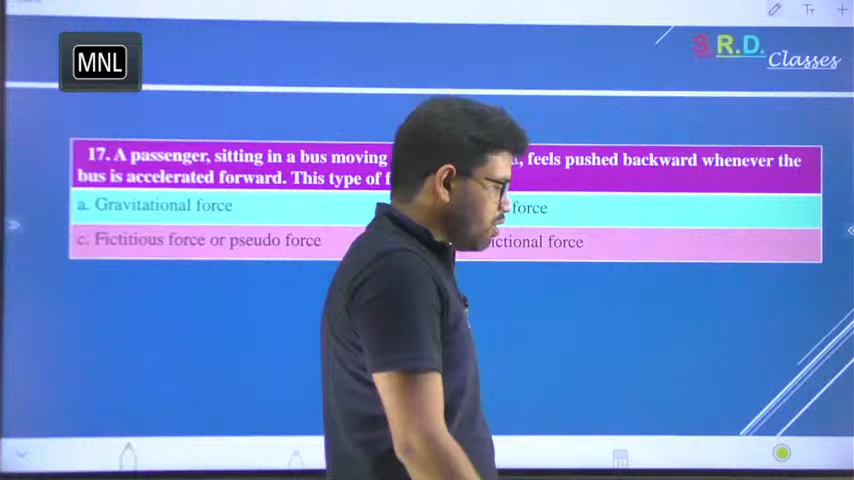 MNL
S.R.D.
Classes
17. A passenger, sitting in a bus moving feels pushed backward whenever the
bus is accelerated forward. This type of
a. Gravitational force force
c. Fictitious force or pseudo force force